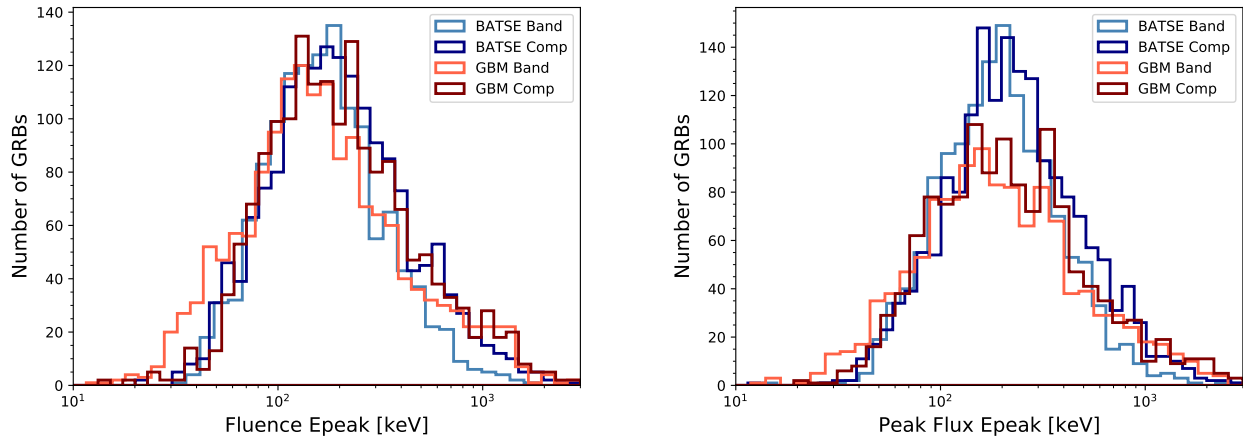 140
120
100
80
60
40
20
0
Number of GRBs
BATSE Band
BATSE Comp
GBM Band
GBM Comp
10¹
10²
10³
Fluence Epeak [keV]
140
120
100
80
60
40
20
0
Number of GRBs
BATSE Band
BATSE Comp
GBM Band
GBM Comp
10¹
10²
10³
Peak Flux Epeak [keV]